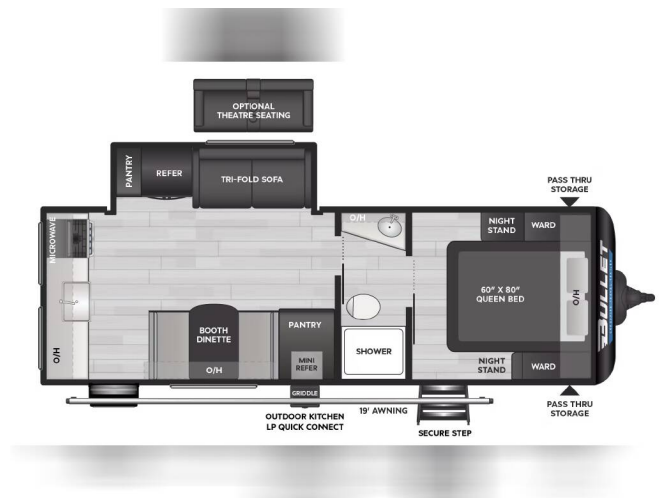 OPTIONAL
THEATRE SEATING
PANTRY
REFER
TRI-FOLD SOFA
PASS THRU
STORAGE
MICROWAVE
O/H
NIGHT
STAND
WARD
60" X 80"
QUEEN BED
O/H
BULLET
BOOTH
DINETTE
PANTRY
SHOWER
MINI
REFER
O/H
O/H
NIGHT
STAND
WARD
GRIDDLE
OUTDOOR KITCHEN
LP QUICK CONNECT
19' AWNING
SECURE STEP
PASS THRU
STORAGE